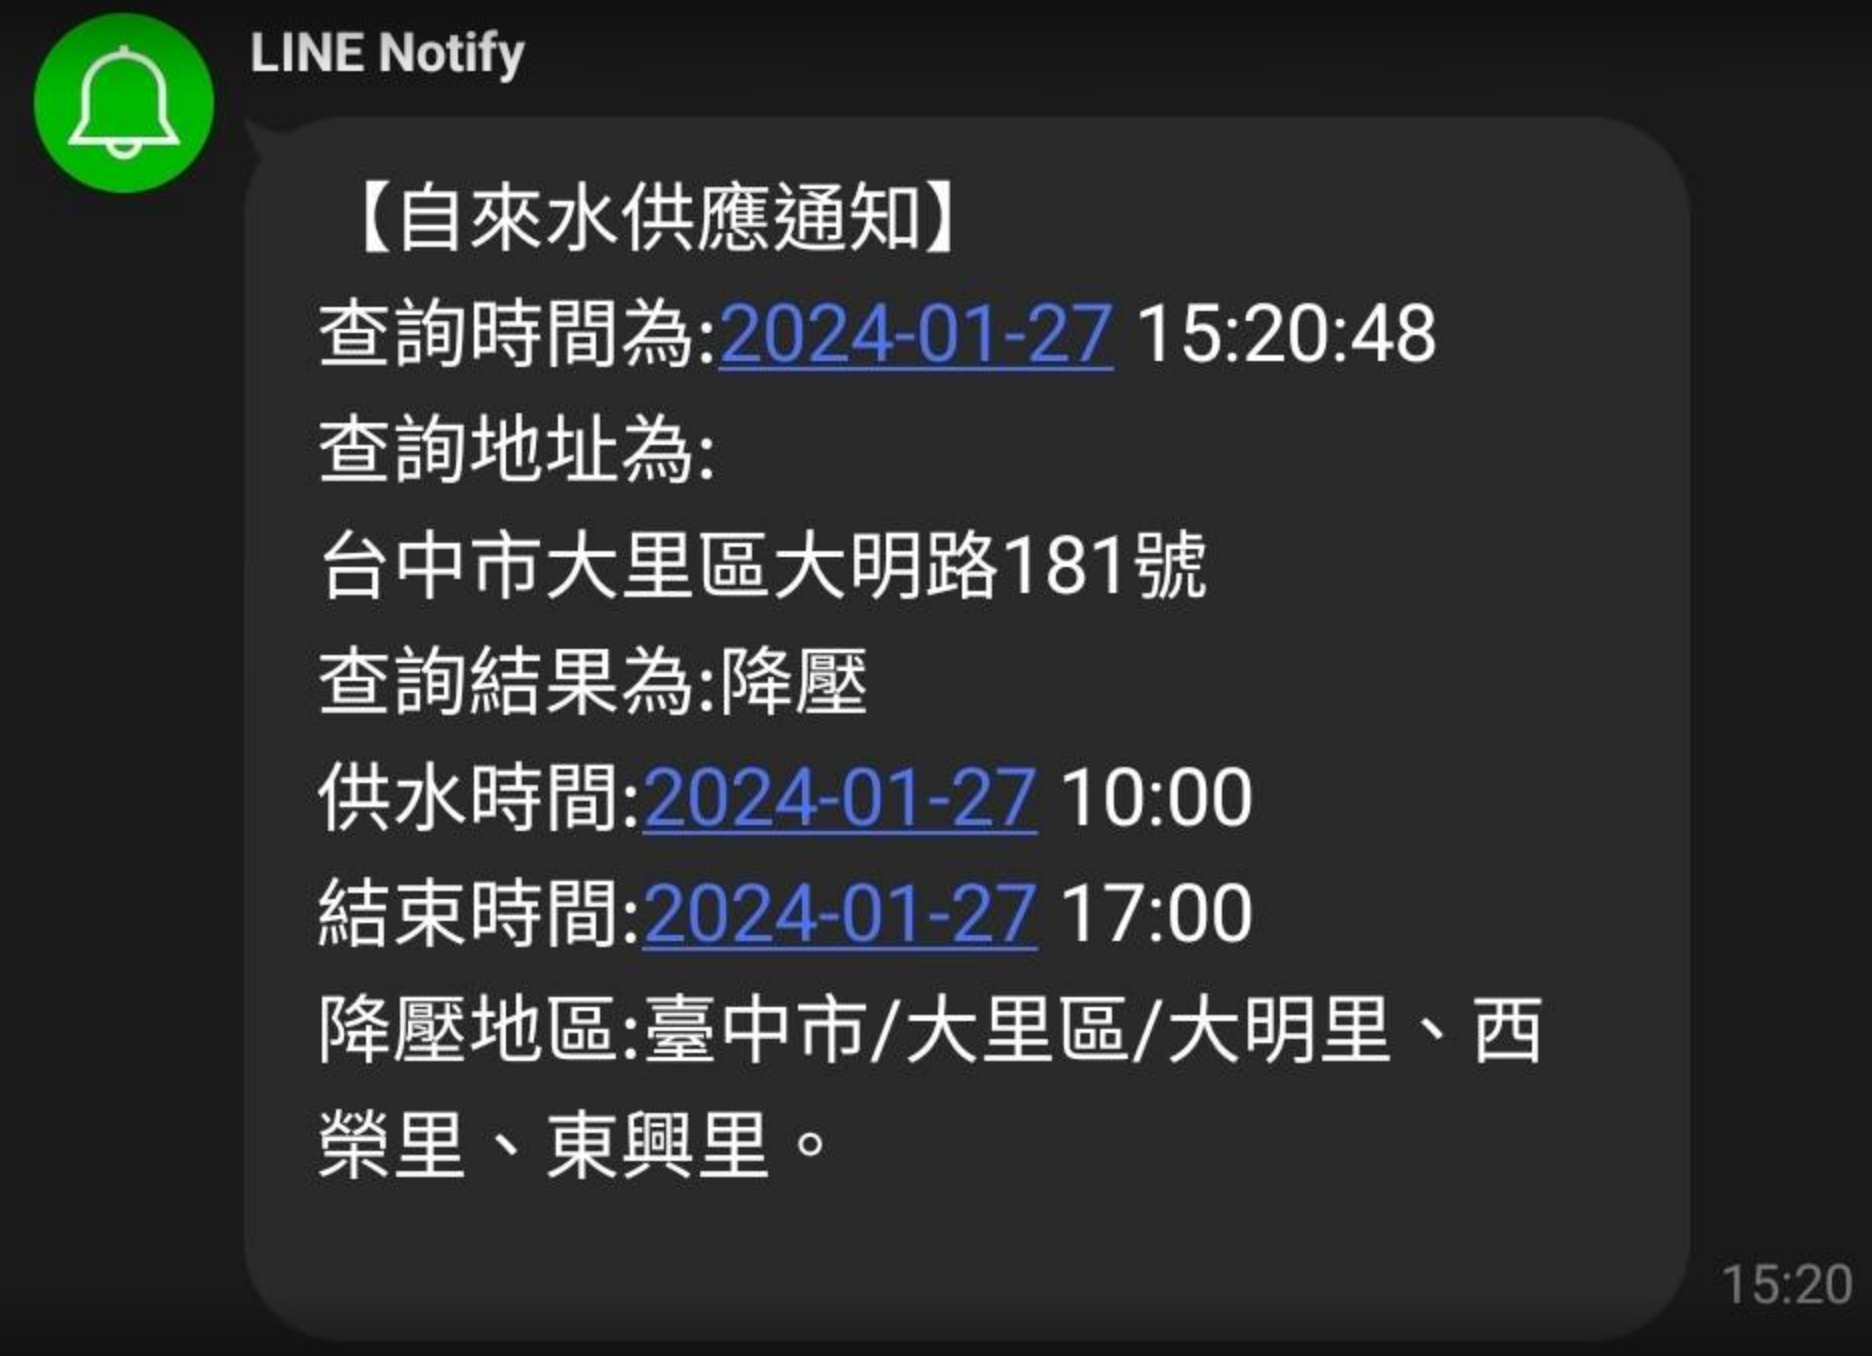 LINE Notify
【自來水供應通知】
查詢時間為:2024-01-27 15:20:48
查詢地址為:
台中市大里區大明路181號
查詢結果為:降壓
供水時間:2024-01-27 10:00
結束時間:2024-01-27 17:00
降壓地區:臺中市/大里區/大明里、西
榮里、東興里。
15:20